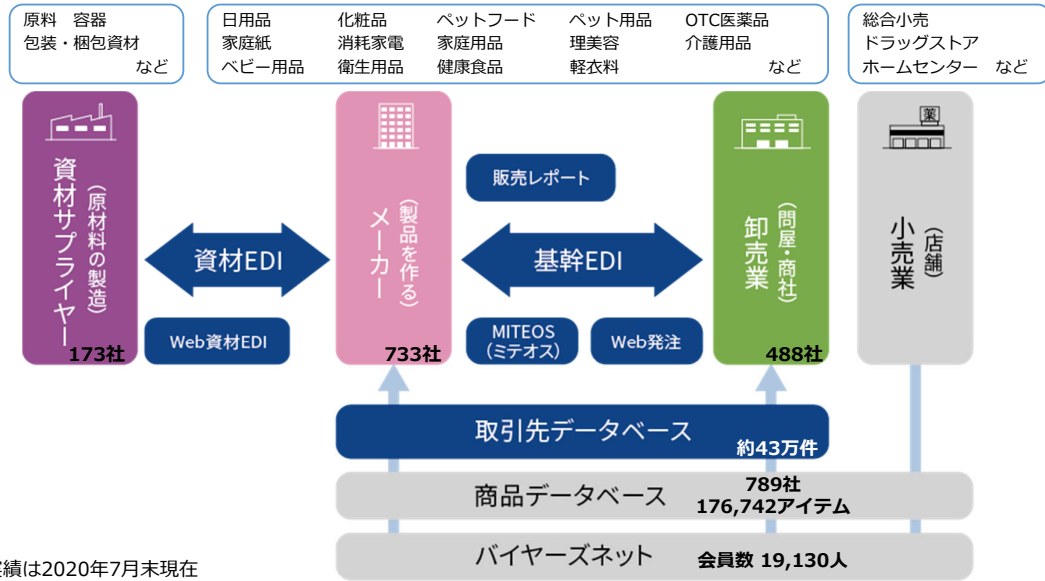 原料　容器
包装・梱包資材
など
日用品　化粧品　ペットフード　ペット用品　OTC医薬品
家庭紙　消耗家電　家庭用品　理美容　介護用品
ベビー用品　衛生用品　健康食品　軽衣料　など
総合小売
ドラッグストア
ホームセンター　など
資材サプライヤー
（原材料の製造）
173社
資材EDI
Web資材EDI
メーカー
（製品を作る）
733社
販売レポート
基幹EDI
MITEOS
（ミテオス）
Web発注
卸売業
（問屋・商社）
488社
薬
小売業
（店舗）
取引先データベース
約43万件
商品データベース
789社
176,742アイテム
バイヤーズネット
会員数 19,130人
績は2020年7月末現在